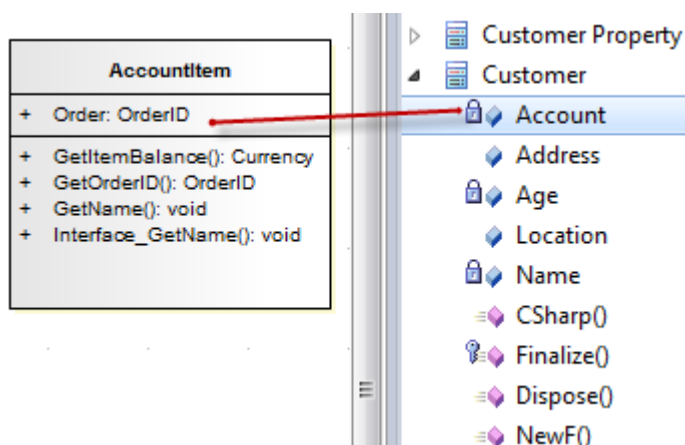 AccountItem
+ Order: OrderID
+ GetItemBalance(): Currency
+ GetOrderID(): OrderID
+ GetName(): void
+ Interface_GetName(): void
Customer Property
Customer
Account
Address
Age
Location
Name
CSharp()
Finalize()
Dispose()
NewF()